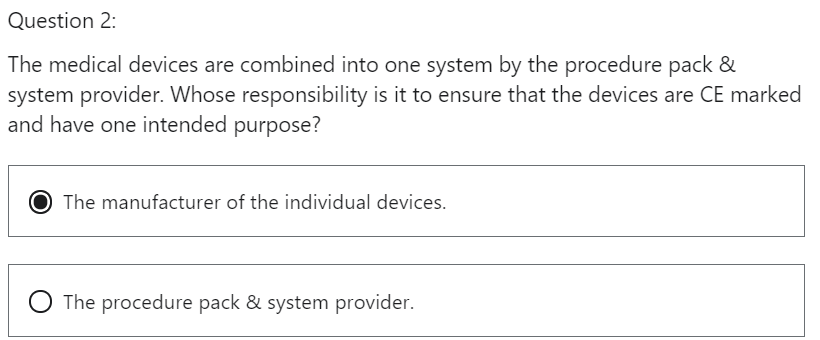 Question 2:
The medical devices are combined into one system by the procedure pack &
system provider. Whose responsibility is it to ensure that the devices are CE marked
and have one intended purpose?
The manufacturer of the individual devices.
The procedure pack & system provider.